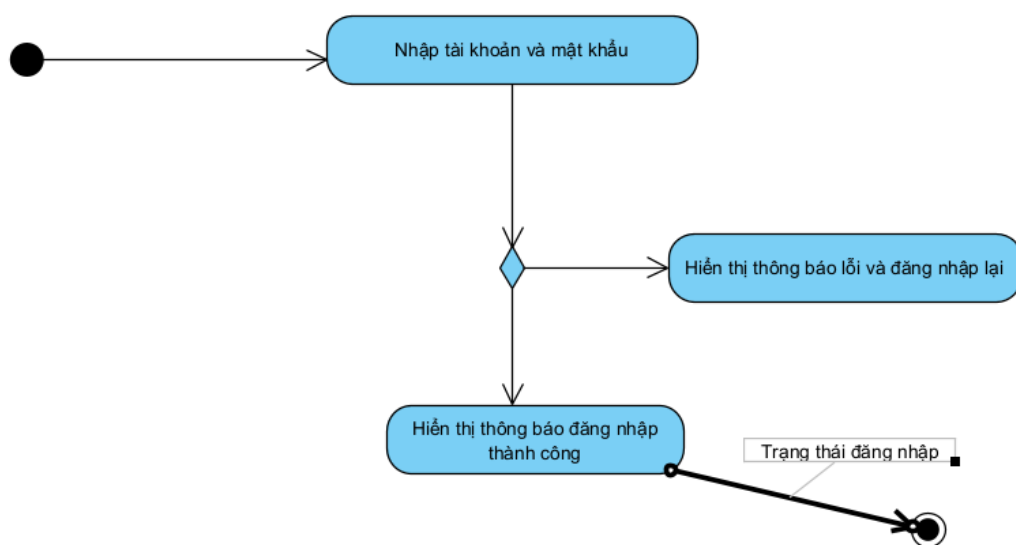 Nhập tài khoản và mật khẩu
Hiển thị thông báo lỗi và đăng nhập lại
Hiển thị thông báo đăng nhập
thành công
Trạng thái đăng nhập